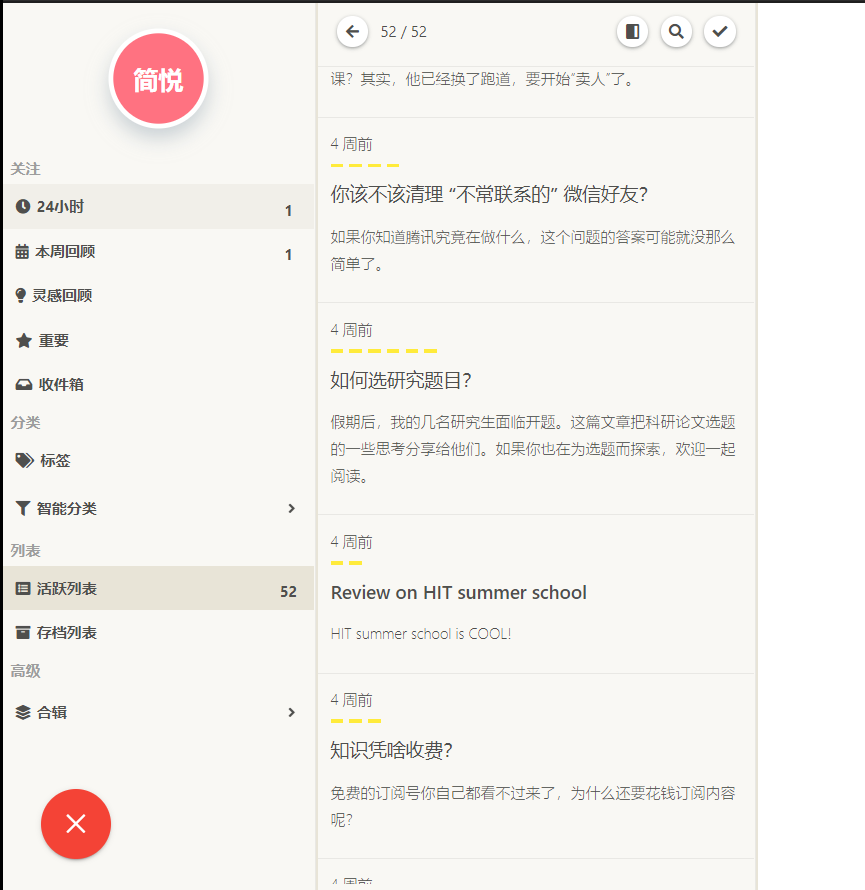 简悦
关注
24小时
1
本周回顾
1
灵感回顾
重要
收件箱
分类
标签
智能分类
列表
活跃列表
52
存档列表
高级
合辑
52 / 52
课？其实，他已经换了跑道，要开始“卖人”了。
4 周前
你该不该清理 “不常联系的” 微信好友？
如果你知道腾讯究竟在做什么，这个问题的答案可能就没那么
简单了。
4 周前
如何选研究题目？
假期后，我的几名研究生面临开题。这篇文章把科研论文选题
的一些思考分享给他们。如果你也在为选题而探索，欢迎一起
阅读。
4 周前
Review on HIT summer school
HIT summer school is COOL!
4 周前
知识凭啥收费？
免费的订阅号你自己都看不过来了，为什么还要花钱订阅内容
呢？
4 周前